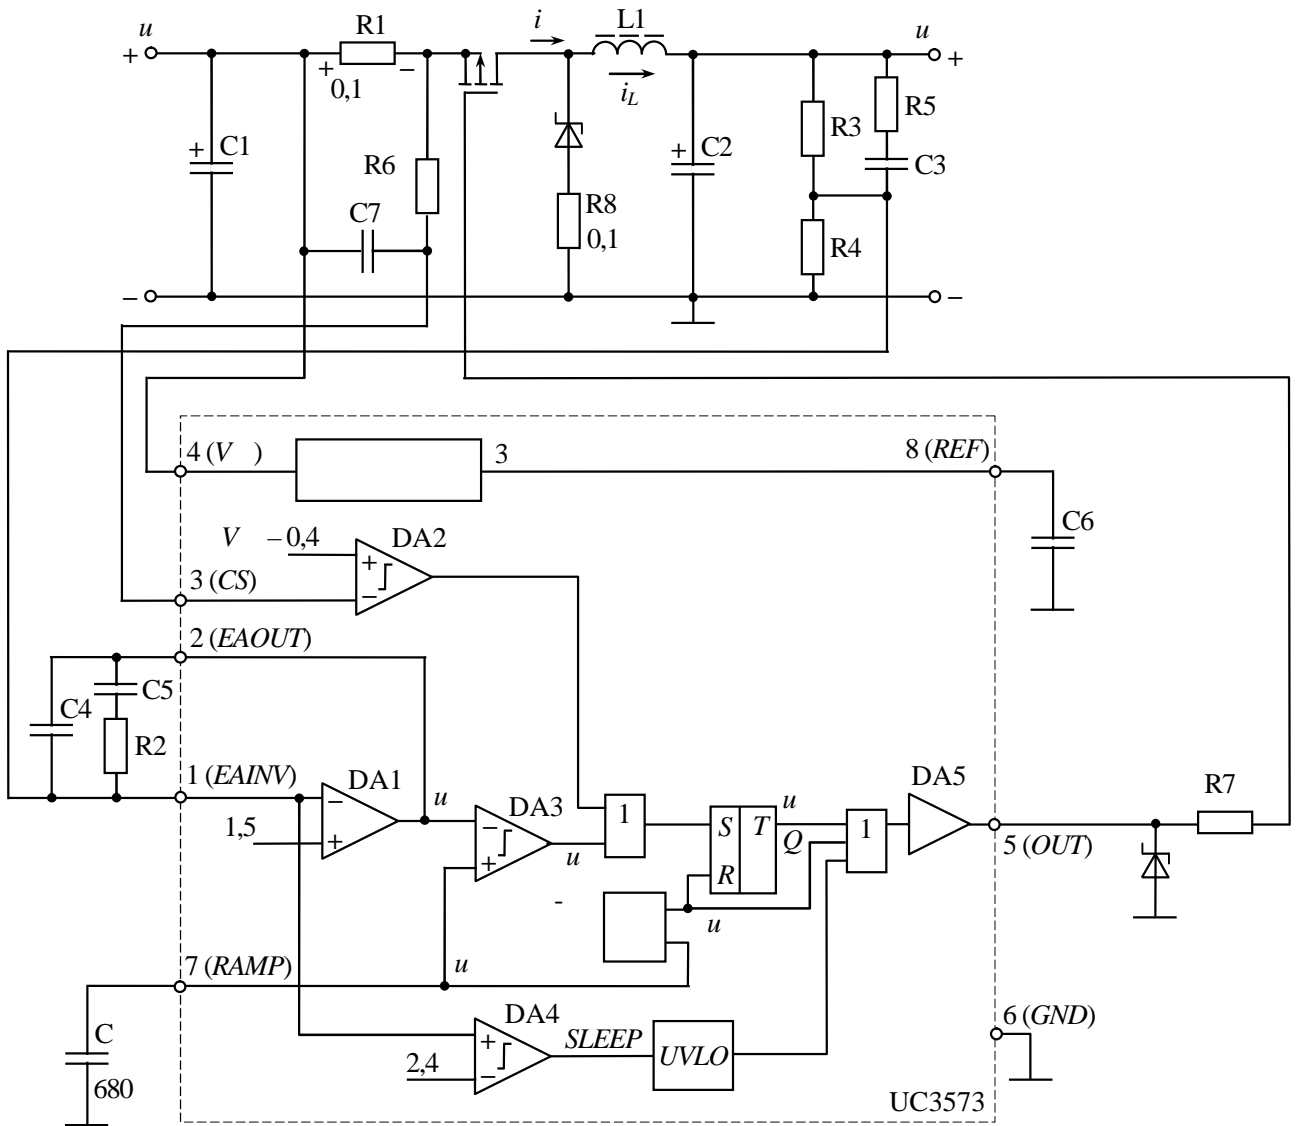 u
R1
i
L1
u
+
+
–
0,1
i_L
+
R3
R5
+
C1
R6
C7
R8
0,1
+
C2
C3
R4
–
–
4 (V )
3
8 (REF)
V – 0,4
DA2
C6
+
–
3 (CS)
2 (EAOUT)
C5
C4
R2
1 (EAINV)
DA1
u
DA3
DA5
R7
–
1,5
+
–
+
u
1
S
T
R
u
Q
1
5 (OUT)
-
u
7 (RAMP)
u
C
680
DA4
+
–
2,4
SLEEP
UVLO
6 (GND)
UC3573